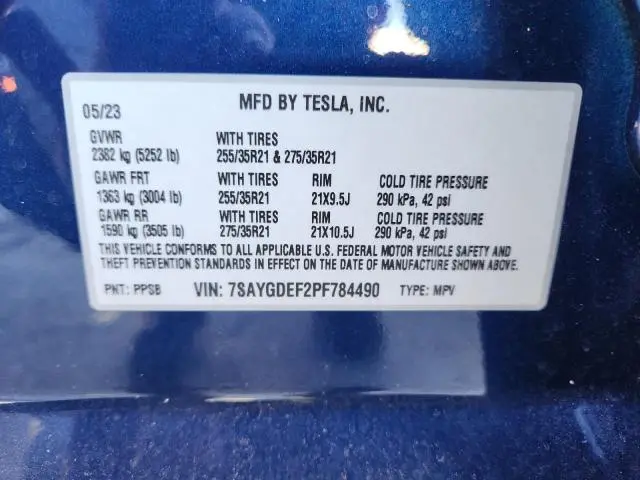 05/23 MFD BY TESLA, INC.
GVWR WITH TIRES
2382 kg (5252 lb) 255/35R21 & 275/35R21
GAWR FRT WITH TIRES RIM COLD TIRE PRESSURE
1363 kg (3004 lb) 255/35R21 21X9.5J 290 kPa, 42 psi
GAWR RR WITH TIRES RIM COLD TIRE PRESSURE
1590 kg (3505 lb) 275/35R21 21X10.5J 290 kPa, 42 psi
THIS VEHICLE CONFORMS TO ALL APPLICABLE U.S. FEDERAL MOTOR VEHICLE SAFETY AND
THEFT PREVENTION STANDARDS IN EFFECT ON THE DATE OF MANUFACTURE SHOWN ABOVE.
PNT: PPSB VIN: 7SAYGDEF2PF784490 TYPE: MPV